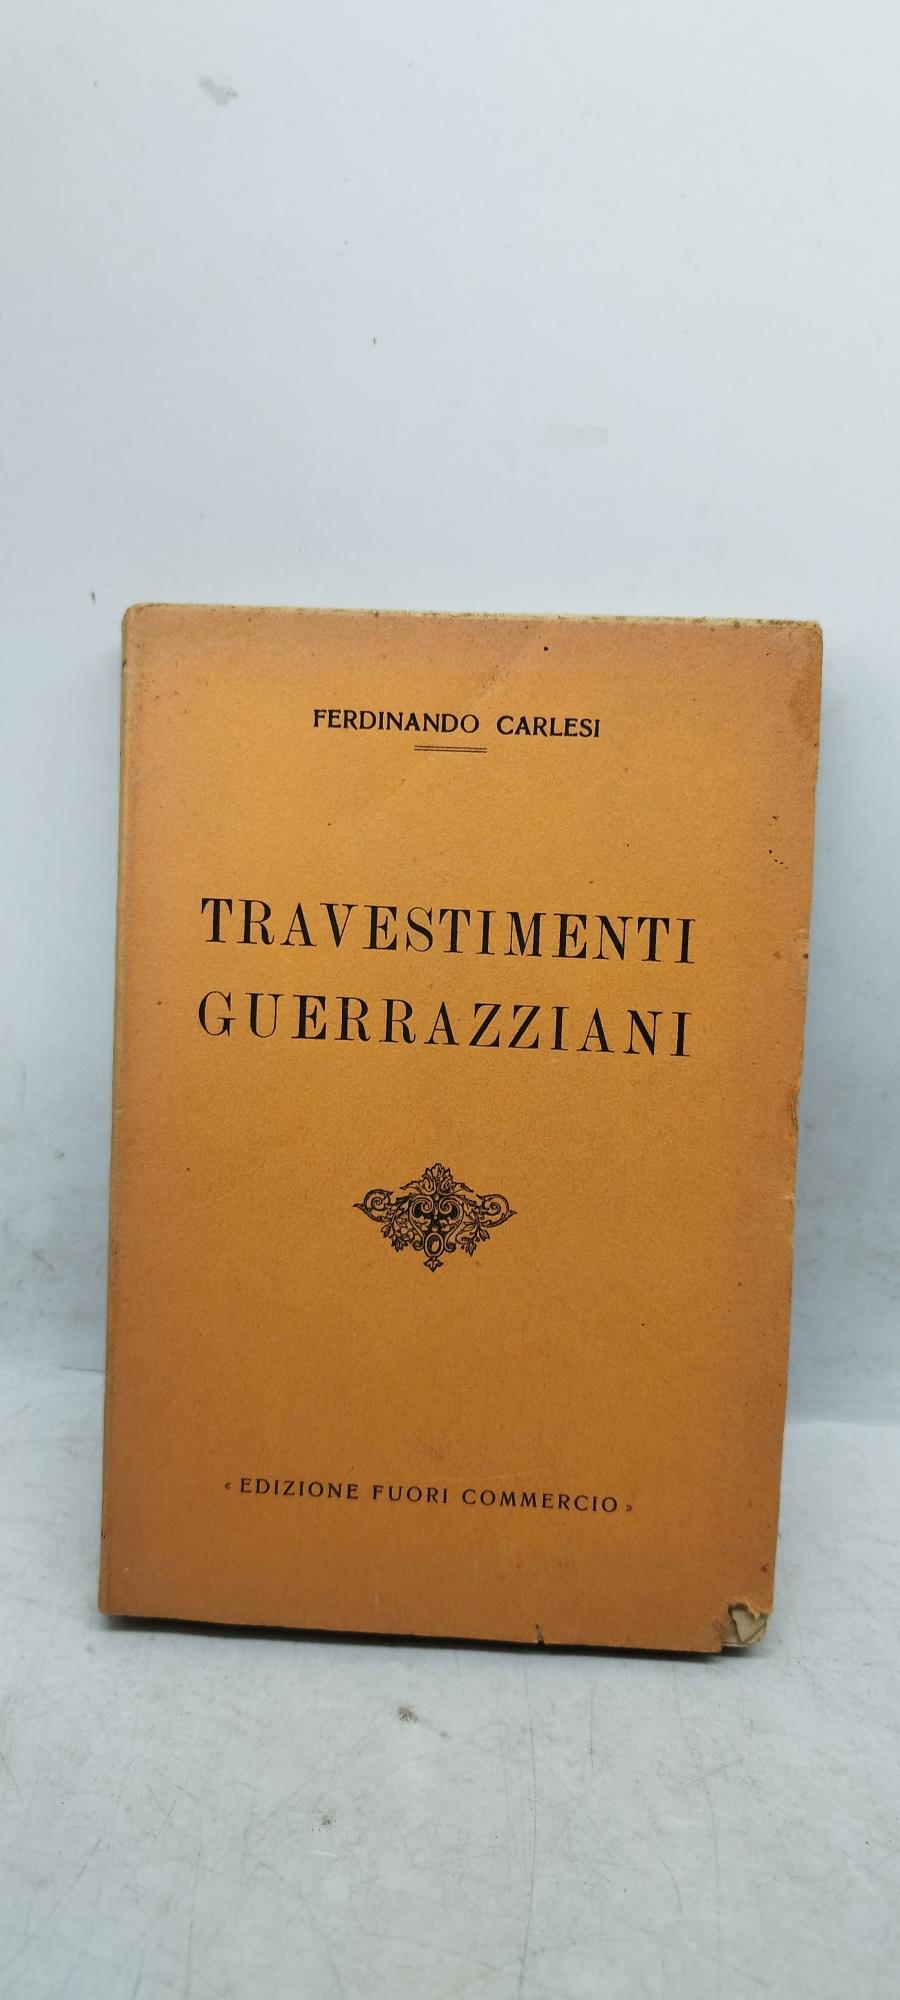 FERDINANDO CARLESI
TRAVESTIMENTI
GUERRAZZIANI
« EDIZIONE FUORI COMMERCIO »